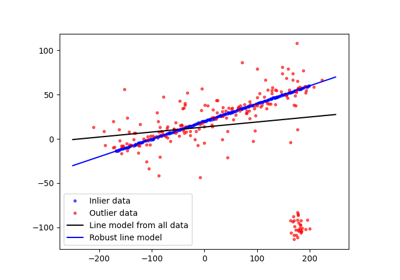 100
50
0
−50
−100
Inlier data
Outlier data
Line model from all data
Robust line model
−200
−100
0
100
200